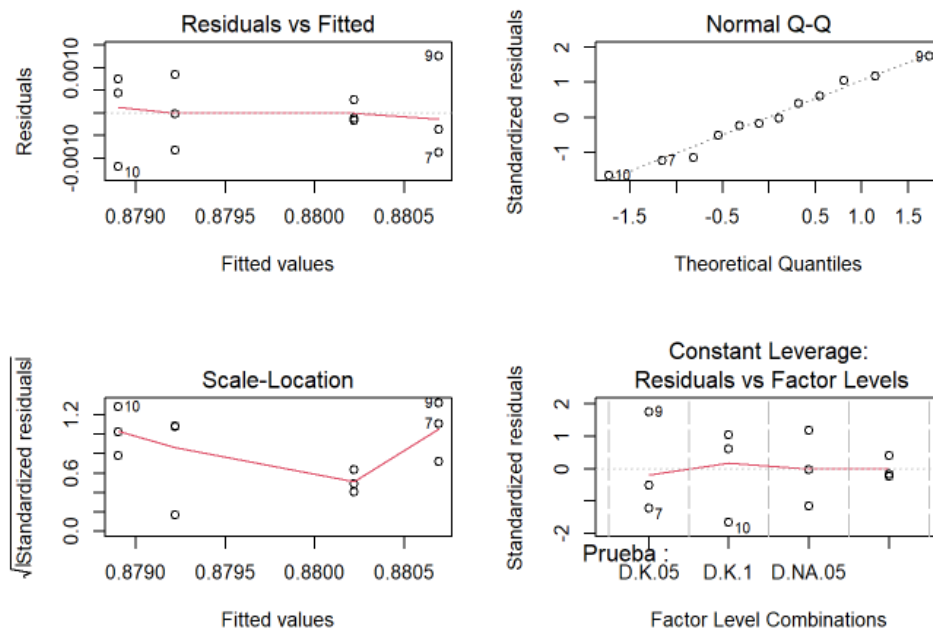 Residuals vs Fitted
Residuals
0.0010
-0.0010
9
7
10
0.8790 0.8795 0.8800 0.8805
Fitted values
Normal Q-Q
Standardized residuals
2
1
0
-1
9
7
10
-1.5 -0.5 0.5 1.0 1.5
Theoretical Quantiles
Scale-Location
√|Standardized residuals|
1.2
0.6
0.0
10
9
7
0.8790 0.8795 0.8800 0.8805
Fitted values
Constant Leverage:
Residuals vs Factor Levels
Standardized residuals
2
1
0
-2
9
7
10
Prueba :
D.K.05 D.K.1 D.NA.05
Factor Level Combinations